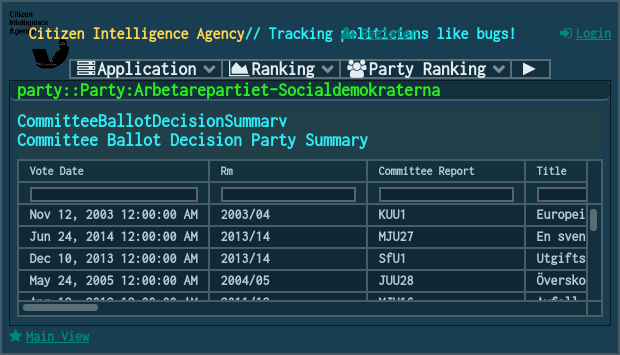 Citizen
Intelligence
Agency
Citizen Intelligence Agency// Tracking politicians like bugs!
Login
Application
Ranking
Party Ranking
party::Party:Arbetarepartiet-Socialdemokraterna
CommitteeBallotDecisionSummary
Committee Ballot Decision Party Summary
Vote Date Rm Committee Report Title
Nov 12, 2003 12:00:00 AM 2003/04 KUU1 Europei
Jun 24, 2014 12:00:00 AM 2013/14 MJU27 En sven
Dec 10, 2013 12:00:00 AM 2013/14 SfU1 Utgifts
May 24, 2005 12:00:00 AM 2004/05 JUU28 Översko
2011/12 MJU16 Avfall
Main View